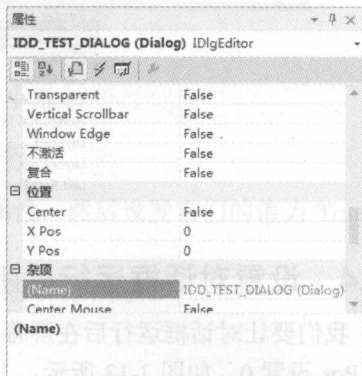 属性
IDD_TEST_DIALOG (Dialog) IDlgEditor
Transparent False
Vertical Scrollbar False
Window Edge False
不激活 False
复合 False
位置
Center False
X Pos 0
Y Pos 0
杂项
(Name) IDD_TEST_DIALOG (Dialog)
Center Mouse False
(Name)